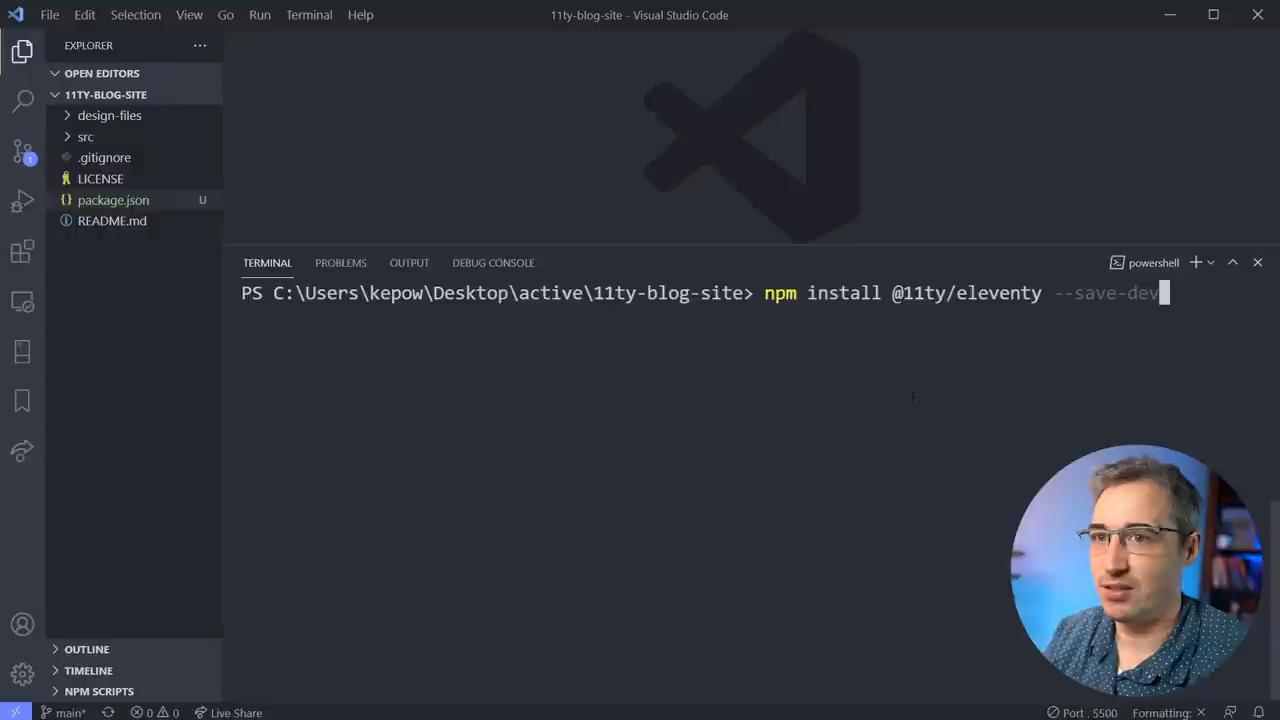 File Edit Selection View Go Run Terminal Help
11ty-blog-site - Visual Studio Code
EXPLORER
OPEN EDITORS
11TY-BLOG-SITE
design-files
src
.gitignore
LICENSE
package.json U
README.md
1
OUTLINE
TIMELINE
NPM SCRIPTS
TERMINAL PROBLEMS OUTPUT DEBUG CONSOLE
powershell
PS C:\Users\kepow\Desktop\active\11ty-blog-site> npm install @11ty/eleventy --save-dev
main* 0 0 Live Share
Port : 5500 Formatting: ×